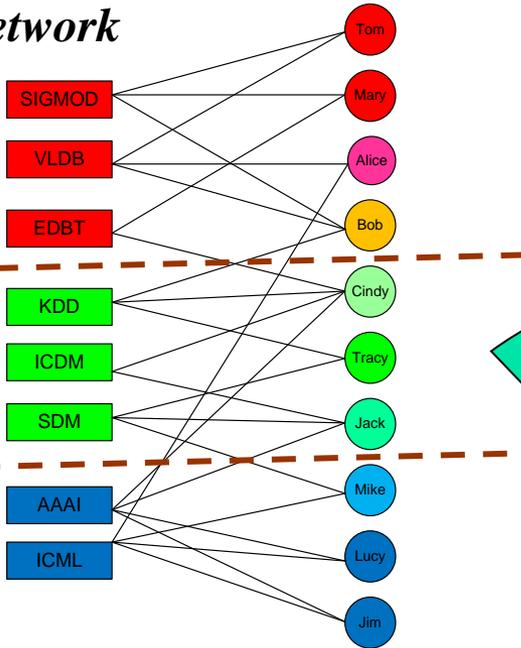 etwork
SIGMOD
VLDB
EDBT
KDD
ICDM
SDM
AAAI
ICML
Tom
Mary
Alice
Bob
Cindy
Tracy
Jack
Mike
Lucy
Jim